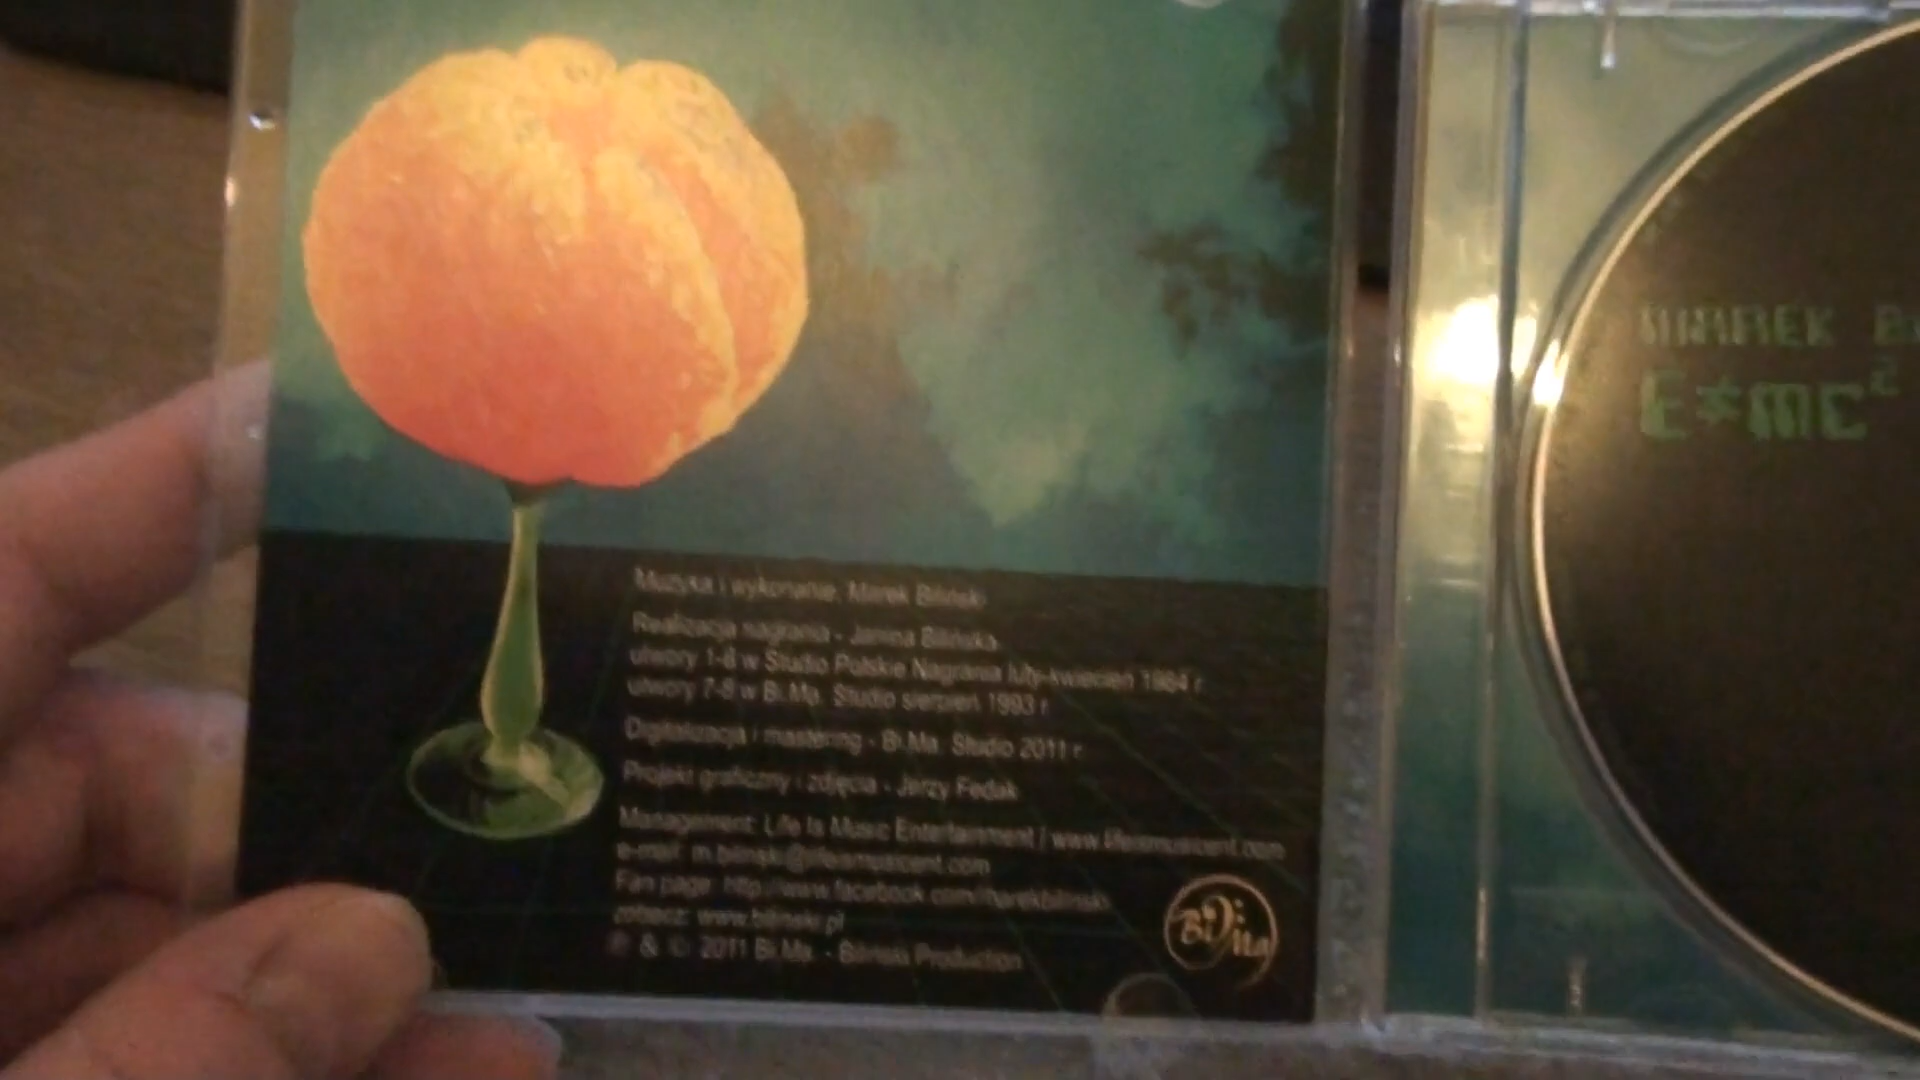 Muzyka i wykonanie: Marek Biliński
Realizacja nagrania - Janina Bilińska
utwory 1-6 w Studio Polskie Nagrania luty-kwiecień 1984 r
utwory 7-8 w Bi.Ma. Studio sierpień 1993 r
Digitalizacja i mastering - Bi.Ma. Studio 2011 r
Projekt graficzny i zdjęcia - Jerzy Fedak
Management: Life Is Music Entertainment / www.lifeismusicent.com
e-mail: m.bilinski@lifeismusicent.com
Fan page: http://www.facebook.com/marekbilinski
zobacz: www.bilinski.pl
℗ & © 2011 Bi.Ma. - Bilinski Production
Bi Ma
MAREK
E=mc²